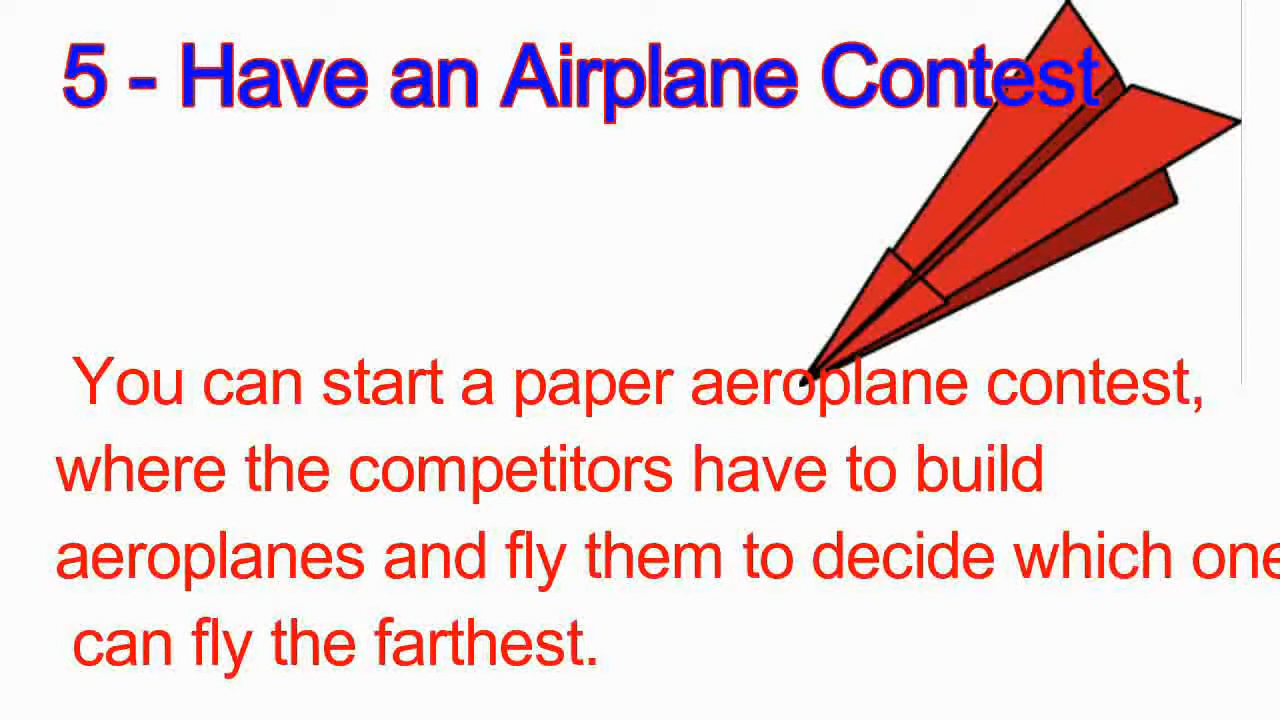 5 - Have an Airplane Contest
You can start a paper aeroplane contest,
where the competitors have to build
aeroplanes and fly them to decide which one
can fly the farthest.